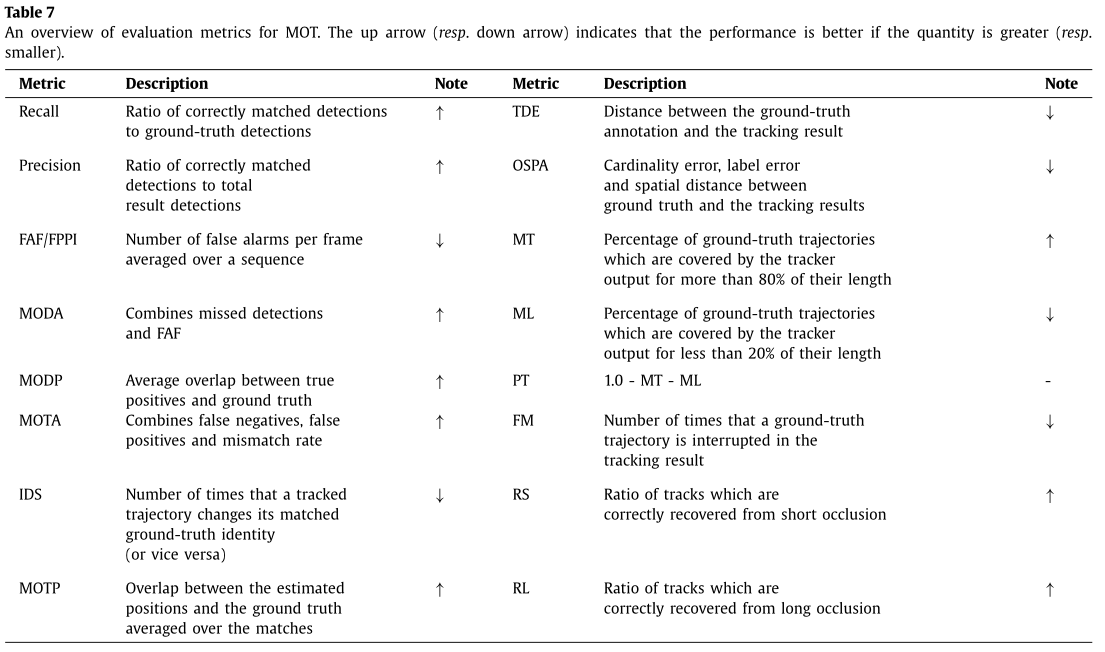 Table 7
An overview of evaluation metrics for MOT. The up arrow (resp. down arrow) indicates that the performance is better if the quantity is greater (resp.
smaller).
Metric Description Note Metric Description Note
Recall Ratio of correctly matched detections ↑ TDE Distance between the ground-truth ↓
to ground-truth detections annotation and the tracking result
Precision Ratio of correctly matched ↑ OSPA Cardinality error, label error ↓
detections to total and spatial distance between
result detections ground truth and the tracking results
FAF/FPPI Number of false alarms per frame ↓ MT Percentage of ground-truth trajectories ↑
averaged over a sequence which are covered by the tracker
output for more than 80% of their length
MODA Combines missed detections ↑ ML Percentage of ground-truth trajectories ↓
and FAF which are covered by the tracker
output for less than 20% of their length
MODP Average overlap between true ↑ PT 1.0 - MT - ML -
positives and ground truth
MOTA Combines false negatives, false ↑ FM Number of times that a ground-truth ↓
positives and mismatch rate trajectory is interrupted in the
tracking result
IDS Number of times that a tracked ↓ RS Ratio of tracks which are ↑
trajectory changes its matched correctly recovered from short occlusion
ground-truth identity
(or vice versa)
MOTP Overlap between the estimated ↑ RL Ratio of tracks which are ↑
positions and the ground truth correctly recovered from long occlusion
averaged over the matches